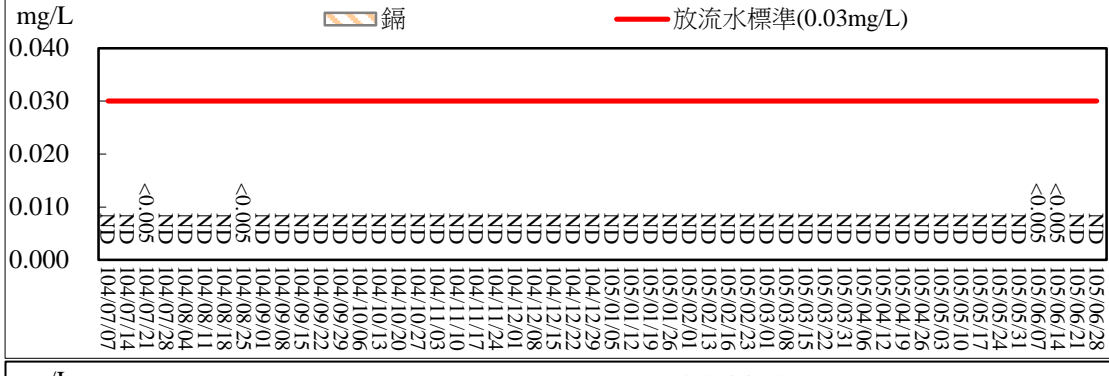 mg/L 鎘 放流水標準(0.03mg/L)
0.040
0.030
0.020
0.010
0.000
ND ND <0.005 ND ND ND ND <0.005 ND ND ND ND ND ND ND ND ND ND ND ND ND ND ND ND ND ND ND ND ND ND ND ND ND ND ND ND ND ND ND ND ND ND ND ND ND ND ND ND <0.005 <0.005 ND ND
104/07/07 104/07/14 104/07/21 104/07/28 104/08/04 104/08/11 104/08/18 104/08/25 104/09/01 104/09/08 104/09/15 104/09/22 104/09/29 104/10/06 104/10/13 104/10/20 104/10/27 104/11/03 104/11/10 104/11/17 104/11/24 104/12/01 104/12/08 104/12/15 104/12/22 104/12/29 105/01/05 105/01/12 105/01/19 105/01/26 105/02/01 105/02/13 105/02/16 105/02/23 105/03/01 105/03/08 105/03/15 105/03/22 105/03/31 105/04/06 105/04/12 105/04/19 105/04/26 105/05/03 105/05/10 105/05/17 105/05/24 105/05/31 105/06/07 105/06/14 105/06/21 105/06/28